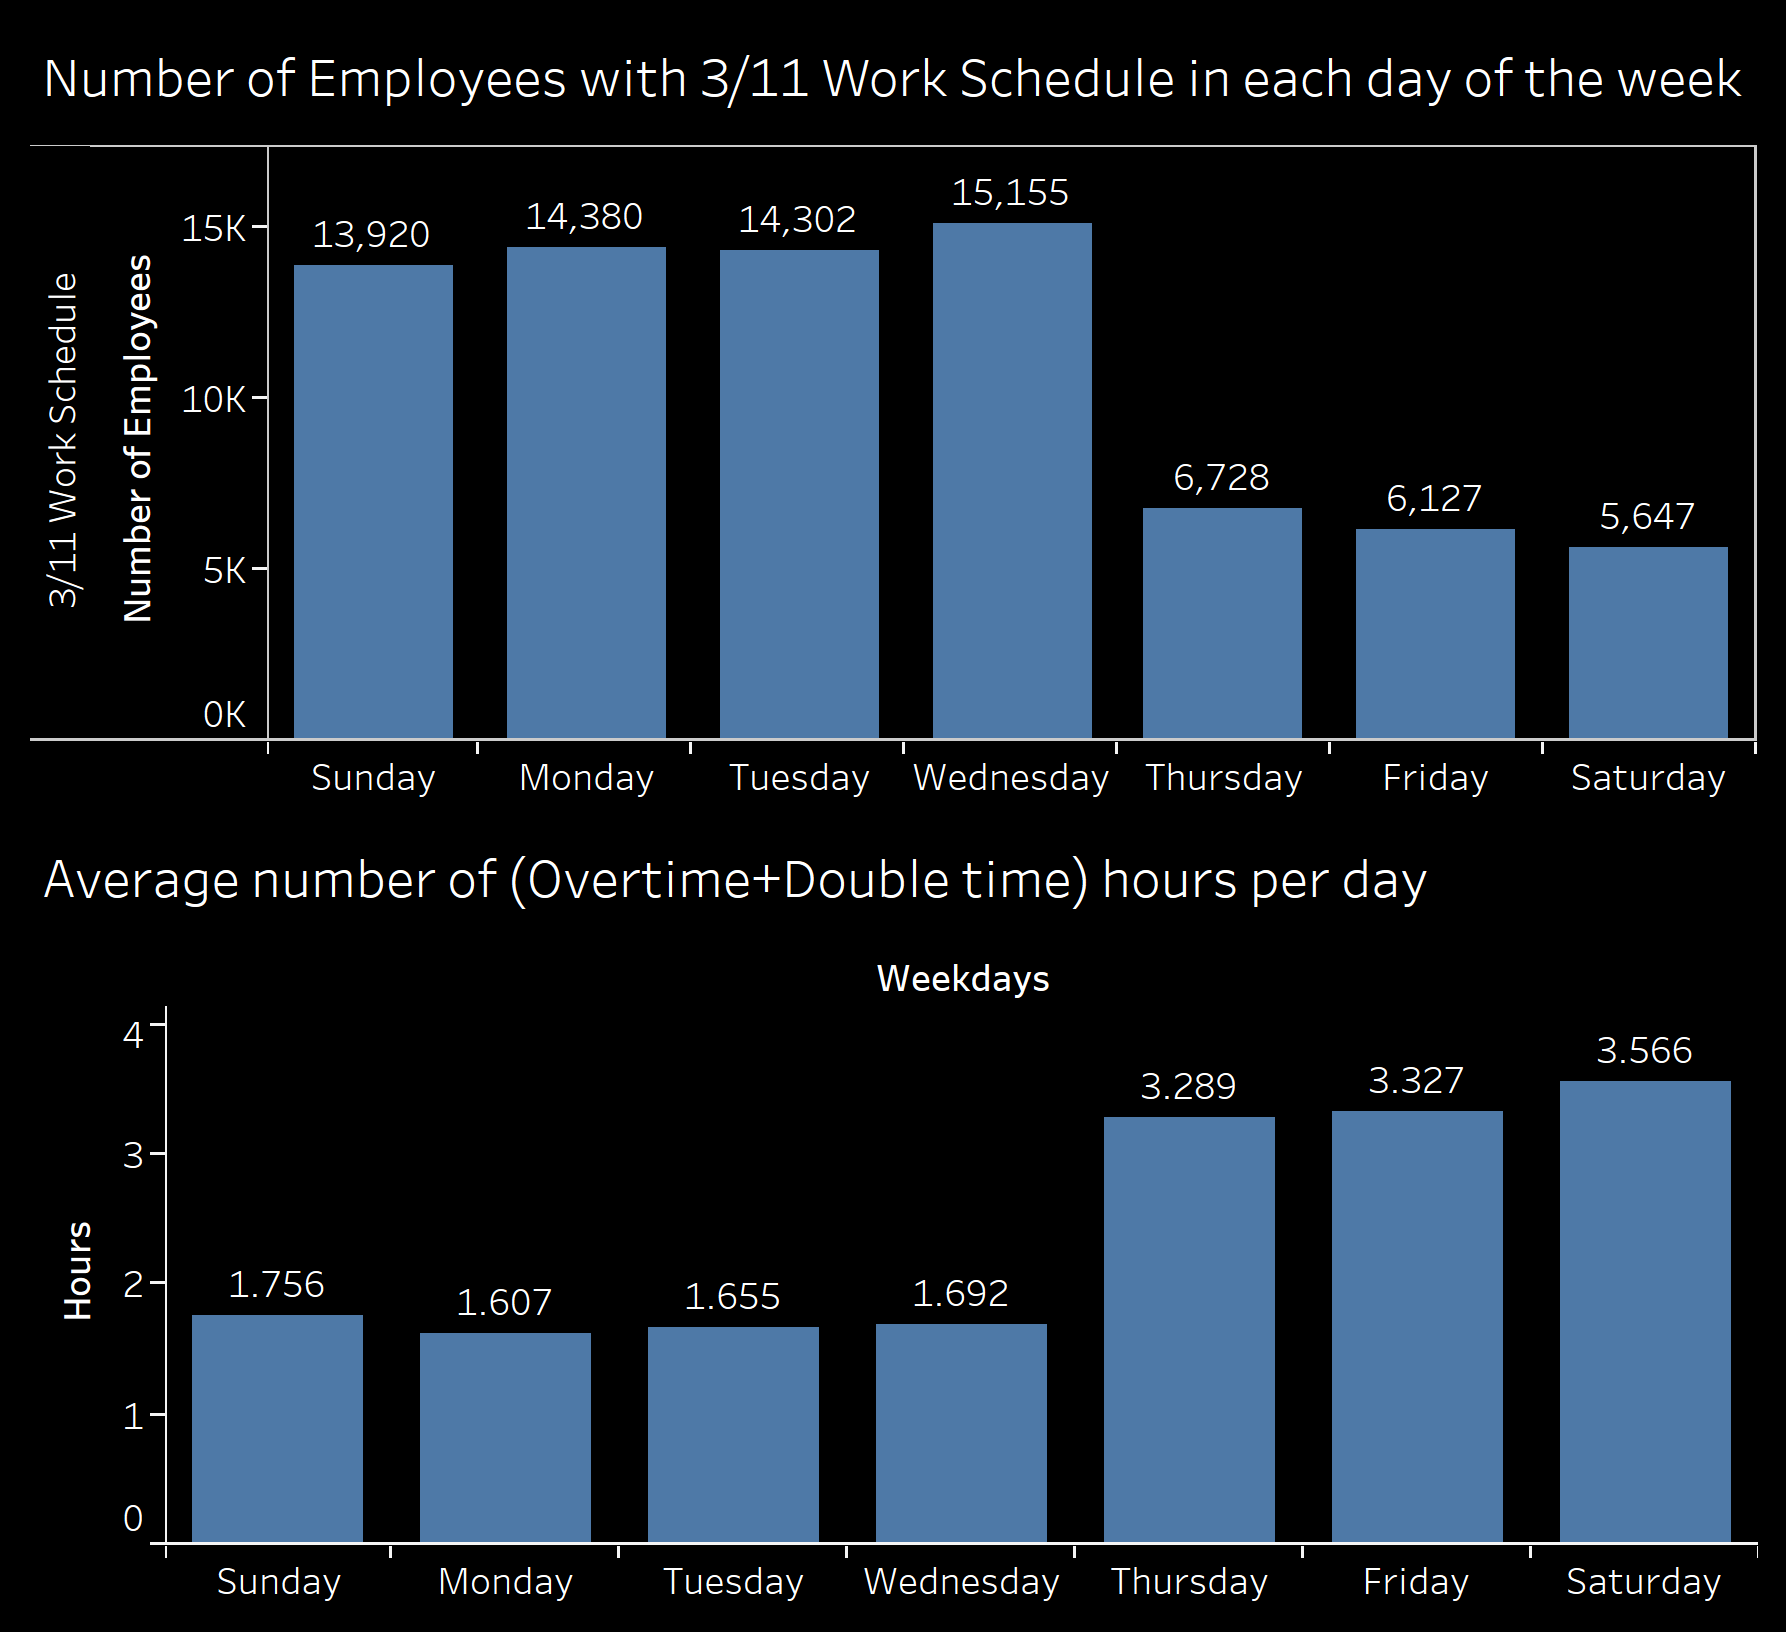 Number of Employees with 3/11 Work Schedule in each day of the week
3/11 Work Schedule
Number of Employees
15K
10K
5K
0K
13,920
14,380
14,302
15,155
6,728
6,127
5,647
Sunday
Monday
Tuesday
Wednesday
Thursday
Friday
Saturday
Average number of (Overtime+Double time) hours per day
Weekdays
Hours
4
3
2
1
0
1.756
1.607
1.655
1.692
3.289
3.327
3.566
Sunday
Monday
Tuesday
Wednesday
Thursday
Friday
Saturday